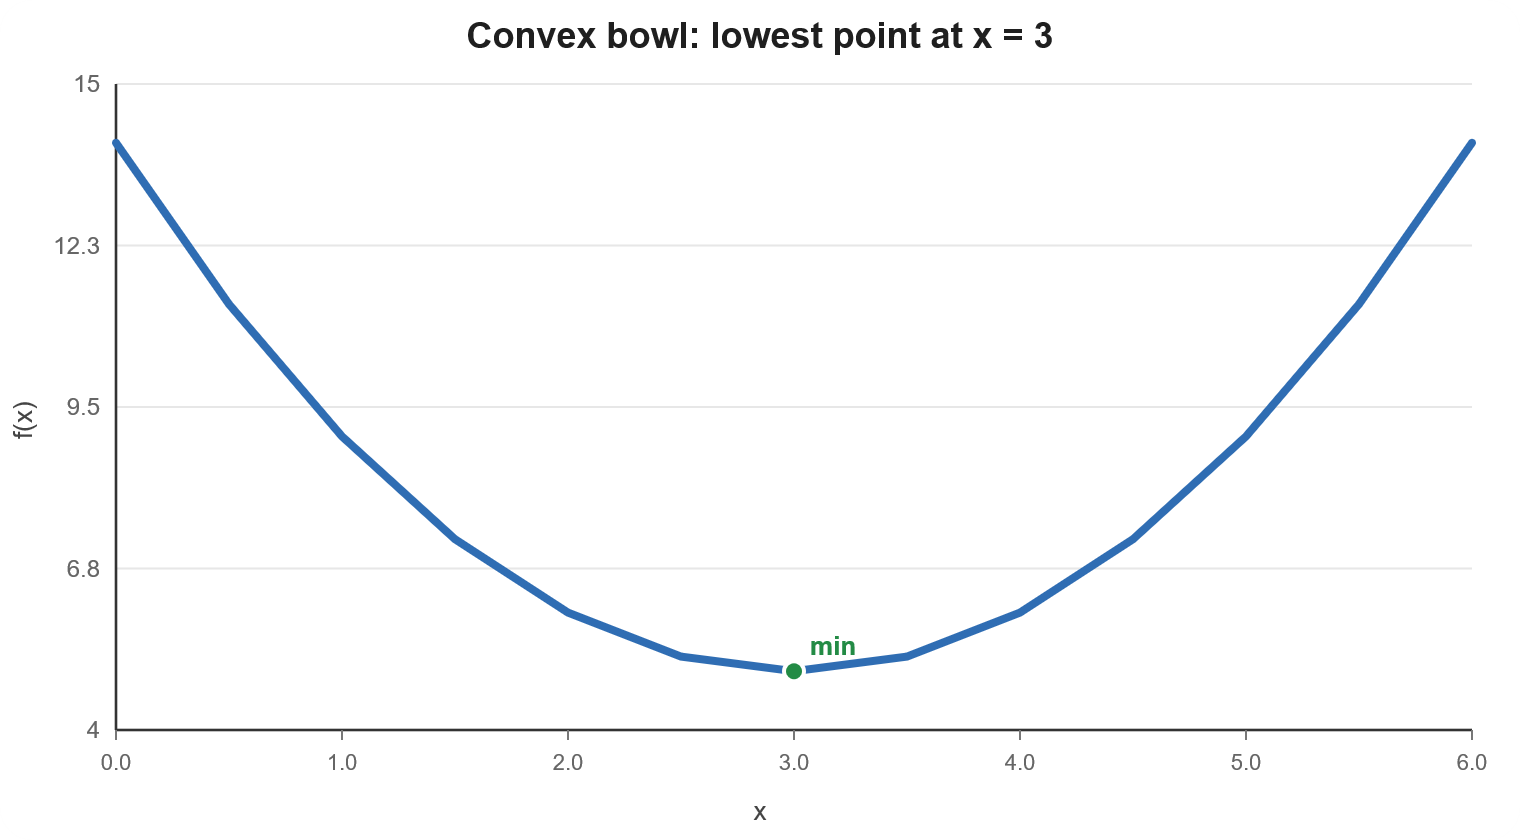 Convex bowl: lowest point at x = 3
15
12.3
9.5
6.8
4
f(x)
min
0.0 1.0 2.0 3.0 4.0 5.0 6.0
x